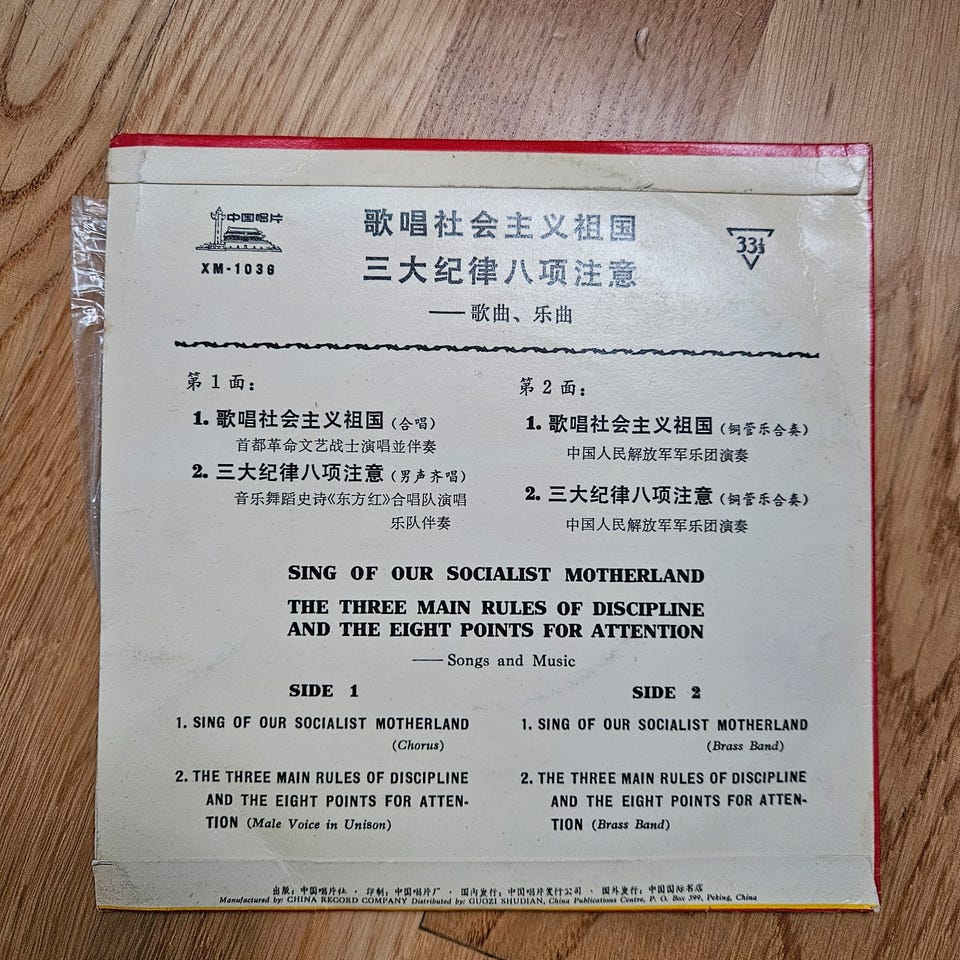 中国唱片社
XM-1036
歌唱社会主义祖国
三大纪律八项注意
——歌曲、乐曲
33⅓
第1面:
1. 歌唱社会主义祖国 (合唱)
首都革命文艺战士演唱並伴奏
2. 三大纪律八项注意 (男声齐唱)
音乐舞蹈史诗《东方红》合唱队演唱
乐队伴奏
第2面:
1. 歌唱社会主义祖国 (铜管乐合奏)
中国人民解放军军乐团演奏
2. 三大纪律八项注意 (铜管乐合奏)
中国人民解放军军乐团演奏
SING OF OUR SOCIALIST MOTHERLAND
THE THREE MAIN RULES OF DISCIPLINE
AND THE EIGHT POINTS FOR ATTENTION
—— Songs and Music
SIDE 1
1. SING OF OUR SOCIALIST MOTHERLAND
(Chorus)
2. THE THREE MAIN RULES OF DISCIPLINE
AND THE EIGHT POINTS FOR ATTEN-
TION (Male Voice in Unison)
SIDE 2
1. SING OF OUR SOCIALIST MOTHERLAND
(Brass Band)
2. THE THREE MAIN RULES OF DISCIPLINE
AND THE EIGHT POINTS FOR ATTEN-
TION (Brass Band)
出版: 中国唱片社 · 印制: 中国唱片厂 · 国内发行: 中国唱片发行公司 · 国外发行: 中国国际书店
Manufactured by: CHINA RECORD COMPANY Distributed by: GUOZI SHUDIAN, China Publications Centre, P. O. Box 399, Peking, China